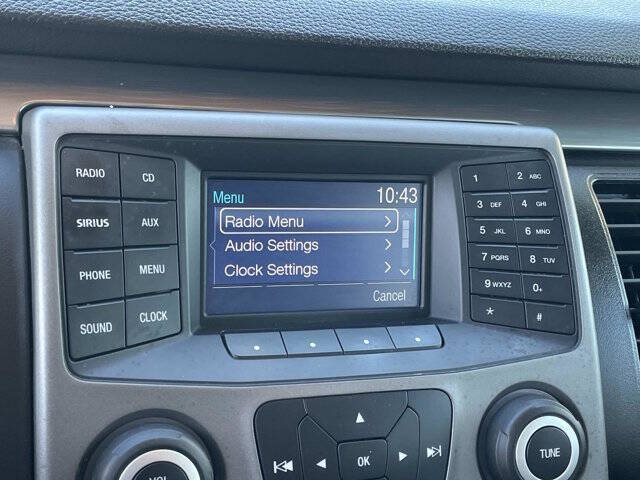 RADIO
CD
SIRIUS
AUX
PHONE
MENU
SOUND
CLOCK
Menu 10:43
Radio Menu
Audio Settings
Clock Settings
Cancel
1
2 ABC
3 DEF
4 GHI
5 JKL
6 MNO
7 PQRS
8 TUV
9 WXYZ
0+
*
#
VOL
OK
TUNE